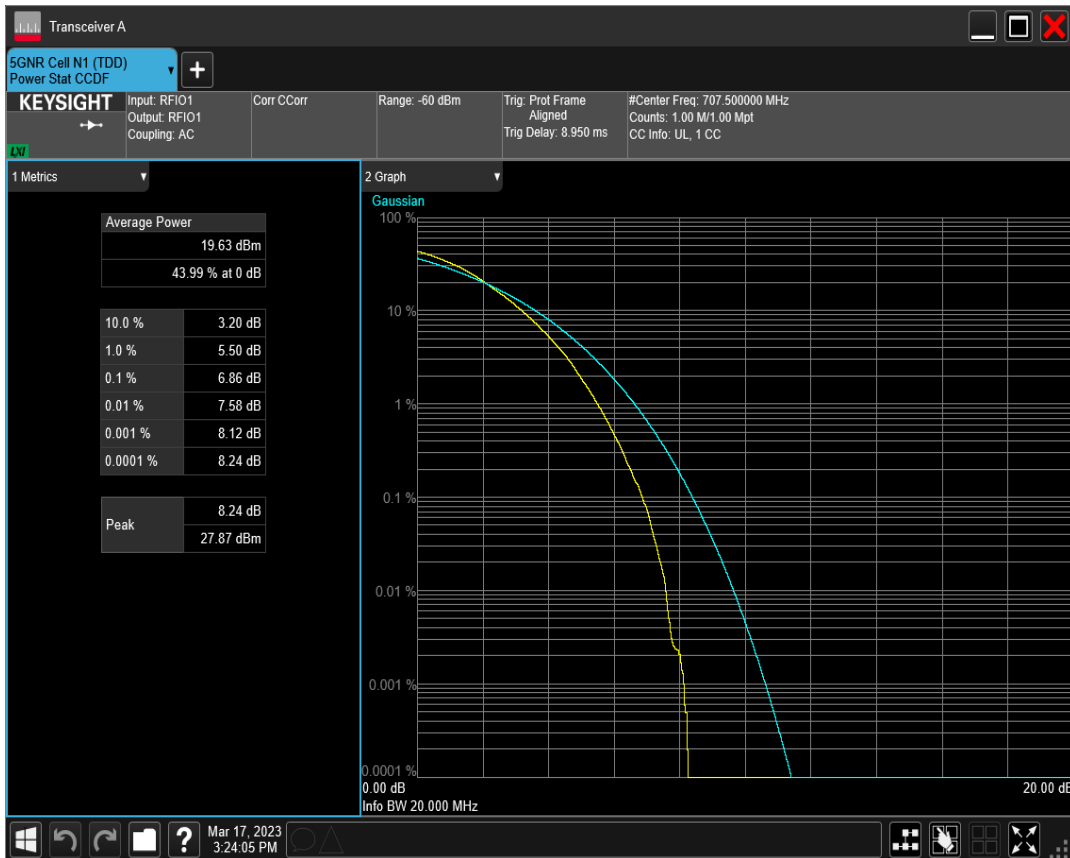 Transceiver A
5GNR Cell N1 (TDD)
Power Stat CCDF
KEYSIGHT
LXI
Input: RFIO1
Output: RFIO1
Coupling: AC
Corr CCorr
Range: -60 dBm
Trig: Prot Frame
Aligned
Trig Delay: 8.950 ms
#Center Freq: 707.500000 MHz
Counts: 1.00 M/1.00 Mpt
CC Info: UL, 1 CC
1 Metrics
Average Power
19.63 dBm
43.99 % at 0 dB
10.0 % 3.20 dB
1.0 % 5.50 dB
0.1 % 6.86 dB
0.01 % 7.58 dB
0.001 % 8.12 dB
0.0001 % 8.24 dB
Peak
8.24 dB
27.87 dBm
2 Graph
Gaussian
100 %
10 %
1 %
0.1 %
0.01 %
0.001 %
0.0001 %
0.00 dB 20.00 dB
Info BW 20.000 MHz
?
Mar 17, 2023
3:24:05 PM